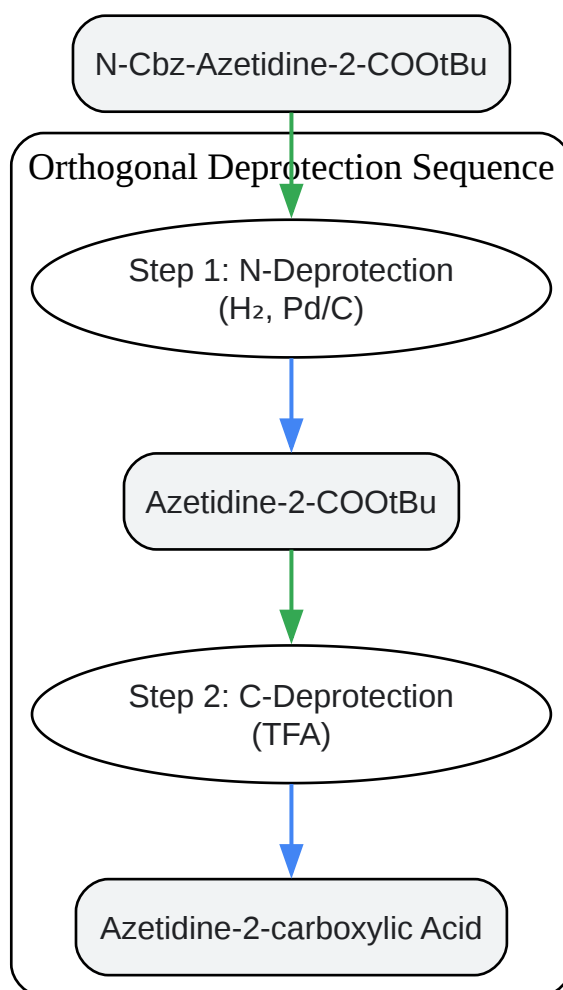 N-Cbz-Azetidine-2-COOtBu
Orthogonal Deprotection Sequence
Step 1: N-Deprotection
(H₂, Pd/C)
Azetidine-2-COOtBu
Step 2: C-Deprotection
(TFA)
Azetidine-2-carboxylic Acid